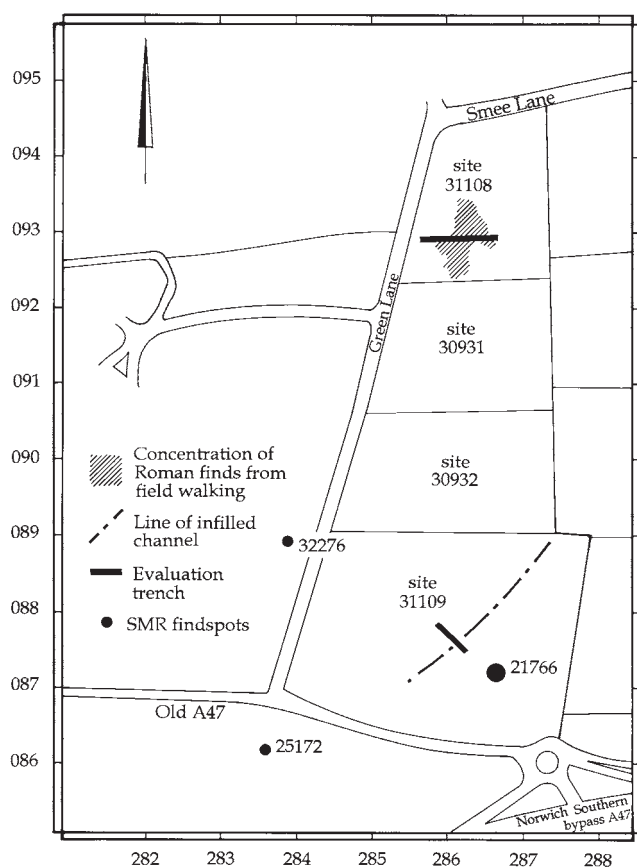 095
094
093
092
091
090
089
088
087
086
Smee Lane
site
31108
Green Lane
site
30931
site
30932
Concentration of
Roman finds from
field walking
Line of infilled
channel
Evaluation
trench
SMR findspots
32276
site
31109
21766
Old A47
25172
Norwich Southern
bypass A47
282 283 284 285 286 287 288